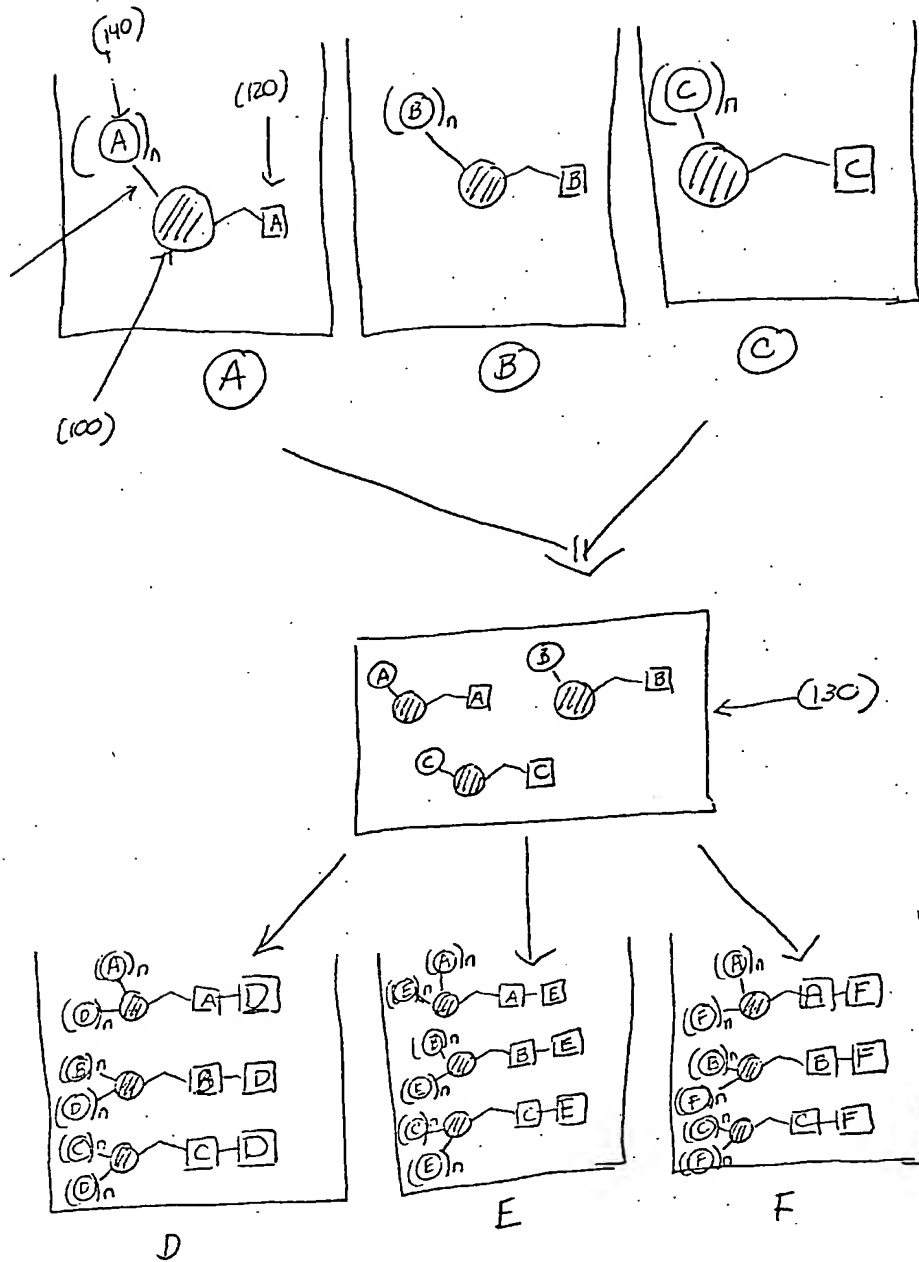 (140)
(120)
(A)n
A
(B)n
B
(C)n
C
A
B
C
(100)
A
A
B
B
C
C
(130)
(A)n
(D)n
A D
(B)n
(D)n
B D
(C)n
(D)n
C D
(A)n
(E)n
A E
(B)n
(E)n
B E
(C)n
(E)n
C E
(A)n
(F)n
A F
(B)n
(F)n
B F
(C)n
(F)n
C F
D
E
F